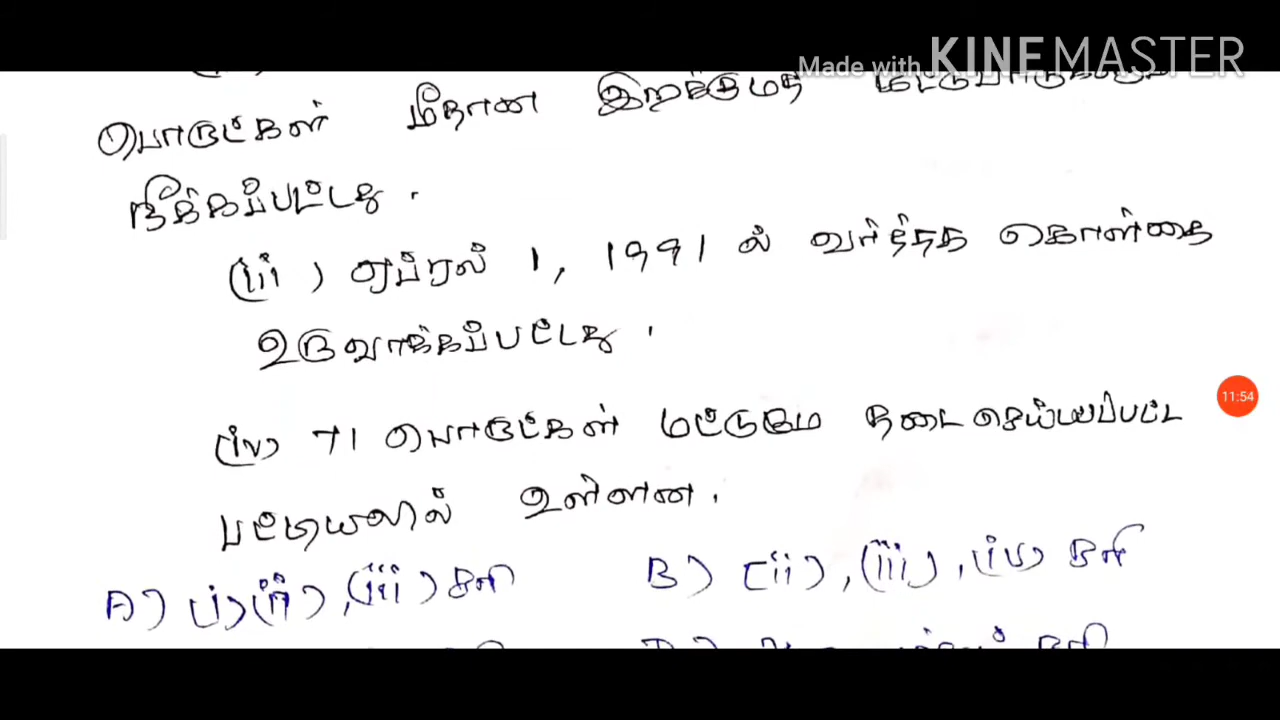 Made with KINEMASTER
பொருட்கள் மீதான இறக்குமதி
நீக்கப்பட்டது.
(iii) ஏப்ரல் 1, 1991 ல் வர்த்தக கொள்கை
உருவாக்கப்பட்டது.
11:54
(iv) 71 பொருட்கள் மட்டுமே தடை செய்யப்பட்ட
பட்டியலில் உள்ளன.
A) (i) (ii), (iii) சரி B) (ii), (iii), (iv) சரி